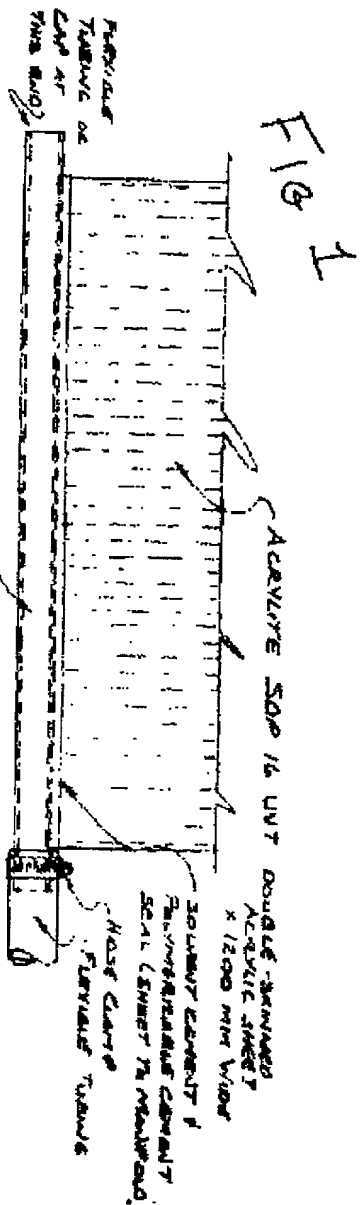 FIG 1
ACRYLITE SDP 16 UVT DOUBLE-SKINNED
ACRYLIC SHEET
x 1200 MM WIDE
SOLVENT CEMENT &
POLYMERIZABLE CEMENT
SEAL (SHEET TO MANIFOLD)
HOSE CLAMP
FLEXIBLE TUBING
FLEXIBLE
TUBING OR
CAP AT
THIS END